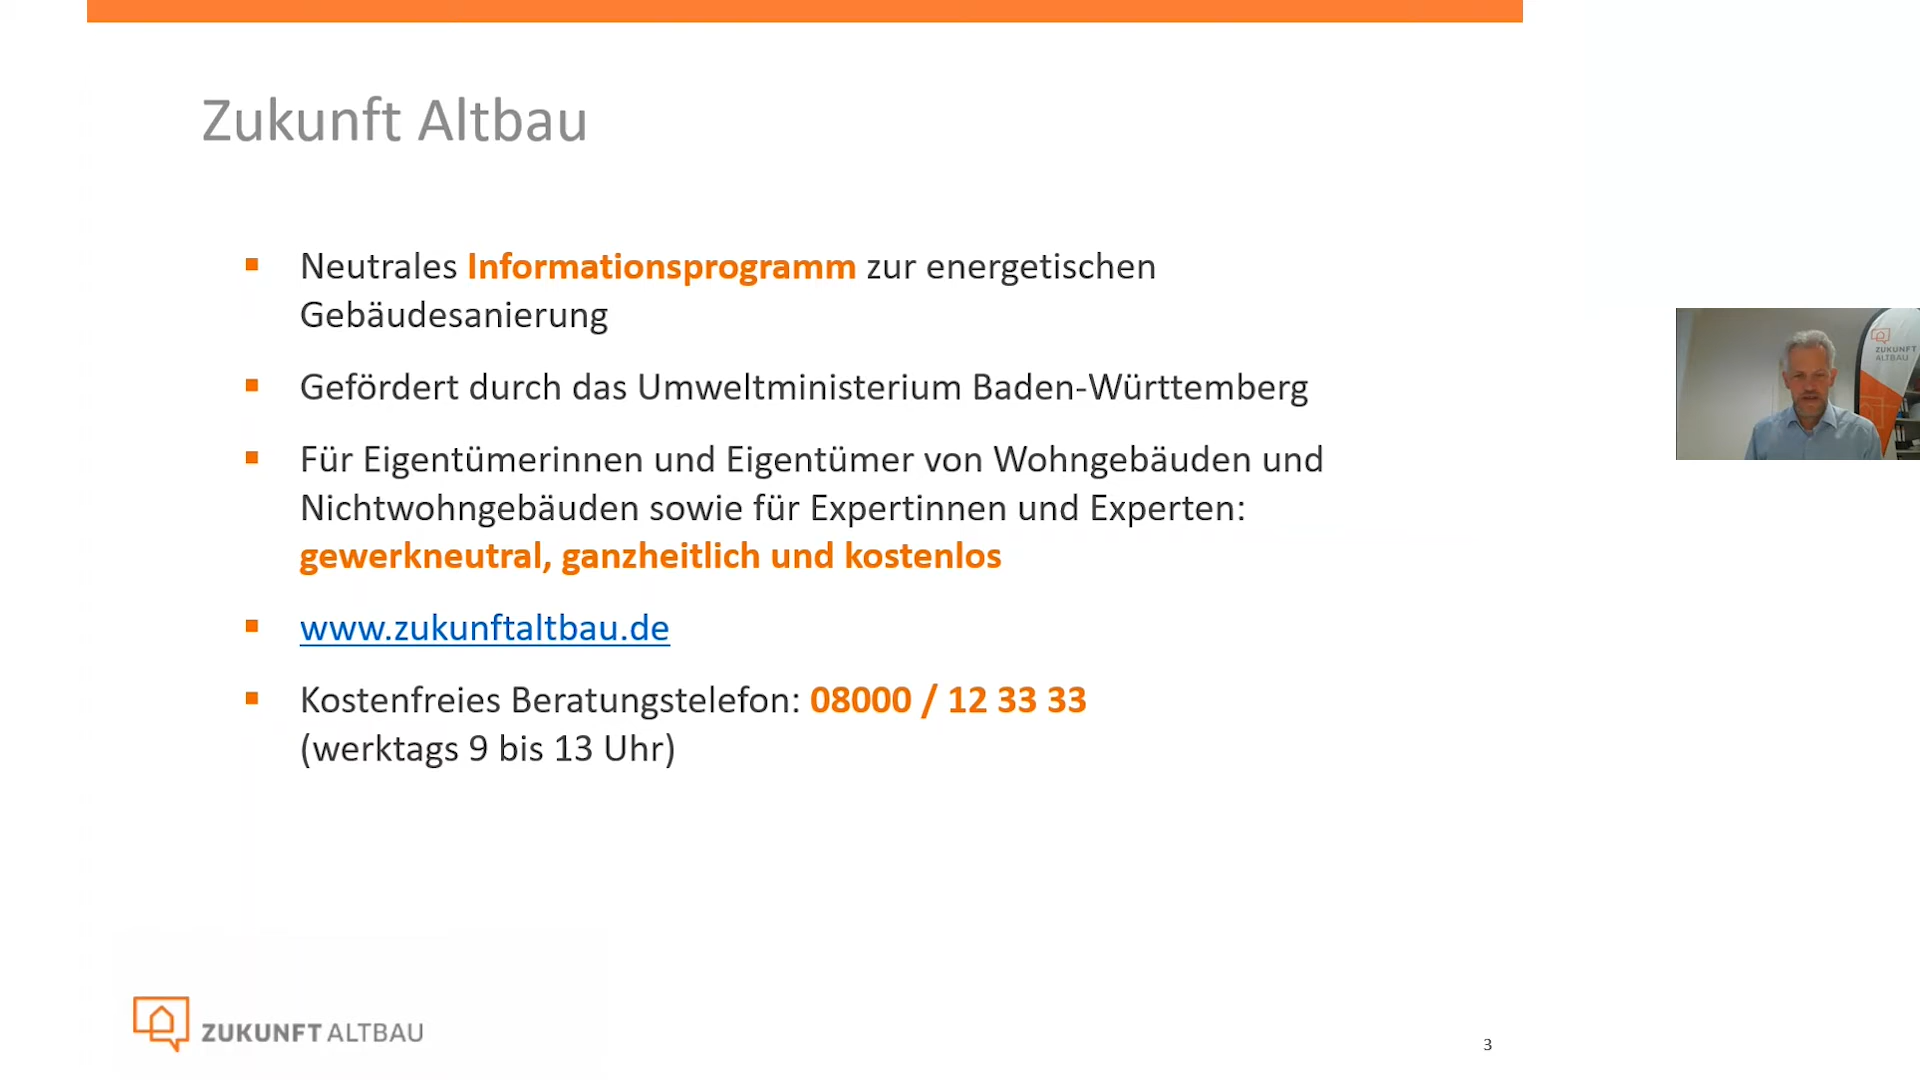 Zukunft Altbau
Neutrales Informationsprogramm zur energetischen
Gebäudesanierung
Gefördert durch das Umweltministerium Baden-Württemberg
Für Eigentümerinnen und Eigentümer von Wohngebäuden und
Nichtwohngebäuden sowie für Expertinnen und Experten:
gewerkneutral, ganzheitlich und kostenlos
www.zukunftaltbau.de
Kostenfreies Beratungstelefon: 08000 / 12 33 33
(werktags 9 bis 13 Uhr)
ZUKUNFT ALTBAU
3
ZUKUNFT
ALTBAU